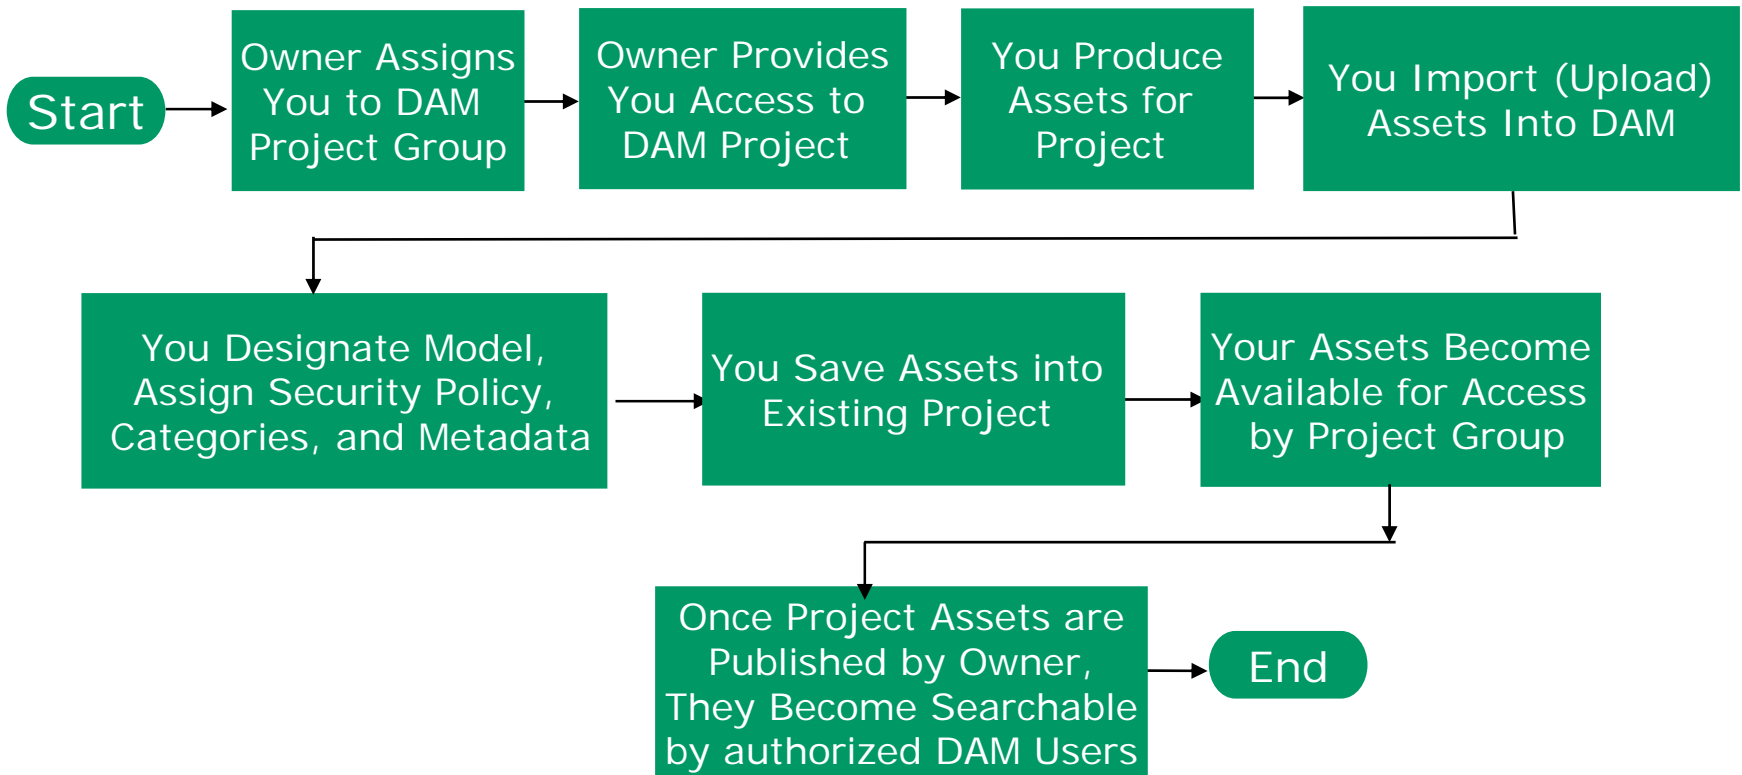 Start
Owner Assigns
You to DAM
Project Group
Owner Provides
You Access to
DAM Project
You Produce
Assets for
Project
You Import (Upload)
Assets Into DAM
You Designate Model,
Assign Security Policy,
Categories, and Metadata
You Save Assets into
Existing Project
Your Assets Become
Available for Access
by Project Group
Once Project Assets are
Published by Owner,
They Become Searchable
by authorized DAM Users
End